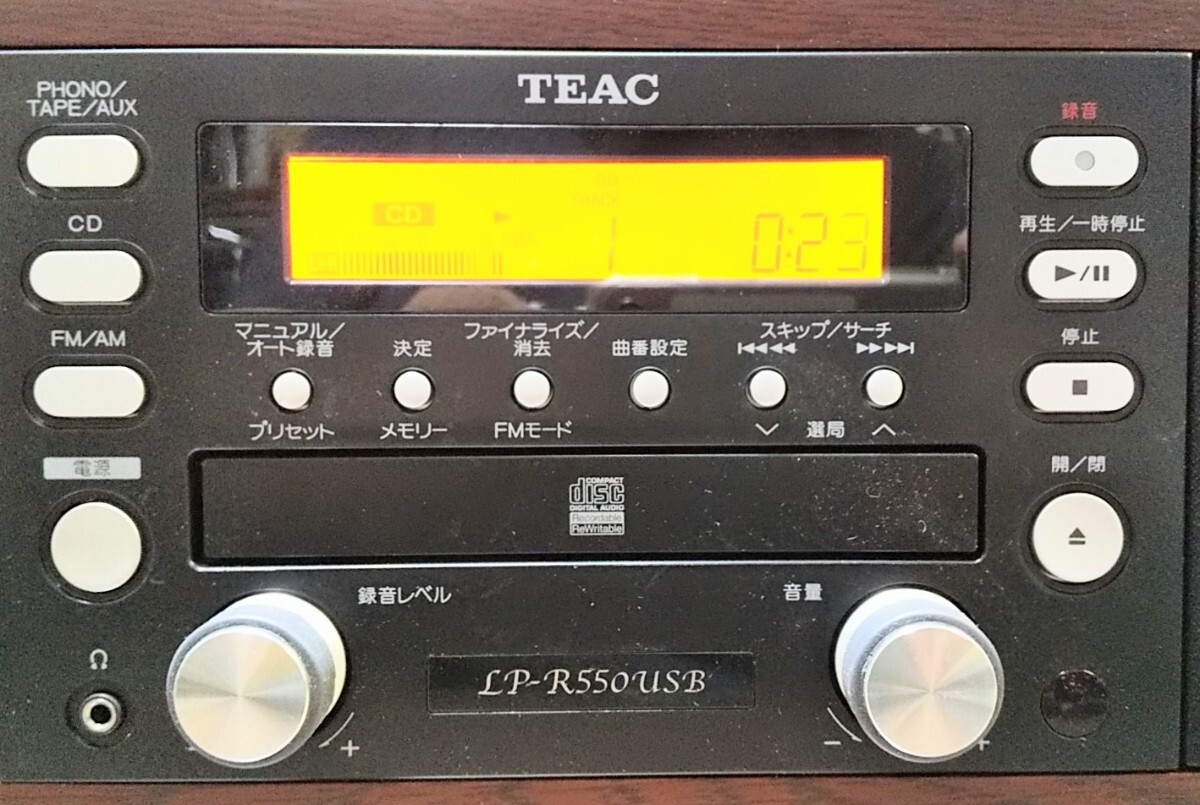 TEAC
PHONO/
TAPE/AUX
CD
FM/AM
電源
CD
CD
TRACK
1
0:23
録音
再生/一時停止
▶/❚❚
停止
■
開/閉
マニュアル/
オート録音
決定
ファイナライズ/
消去
曲番設定
スキップ/サーチ
プリセット
メモリー
FMモード
選局
COMPACT
disc
DIGITAL AUDIO
Recordable
ReWritable
録音レベル
音量
LP-R550USB
- +
- +